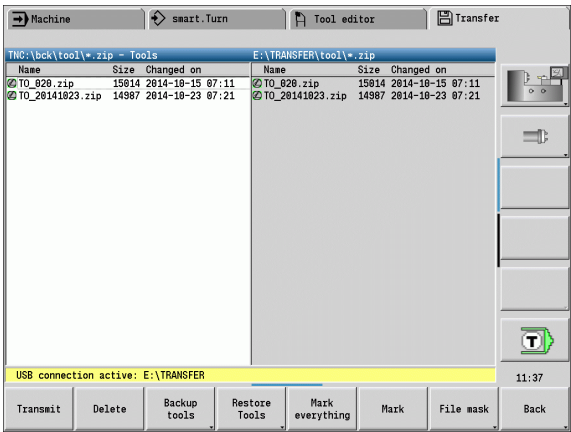 Machine
smart.Turn
Tool editor
Transfer
TNC:\bck\tool\*.zip - Tools
E:\TRANSFER\tool\*.zip
Name Size Changed on
Name Size Changed on
TO_020.zip 15014 2014-10-15 07:11
TO_020.zip 15014 2014-10-15 07:11
TO_20141023.zip 14987 2014-10-23 07:21
TO_20141023.zip 14987 2014-10-23 07:21
T
USB connection active: E:\TRANSFER
11:37
Transmit
Delete
Backup
tools
Restore
Tools
Mark
everything
Mark
File mask
Back